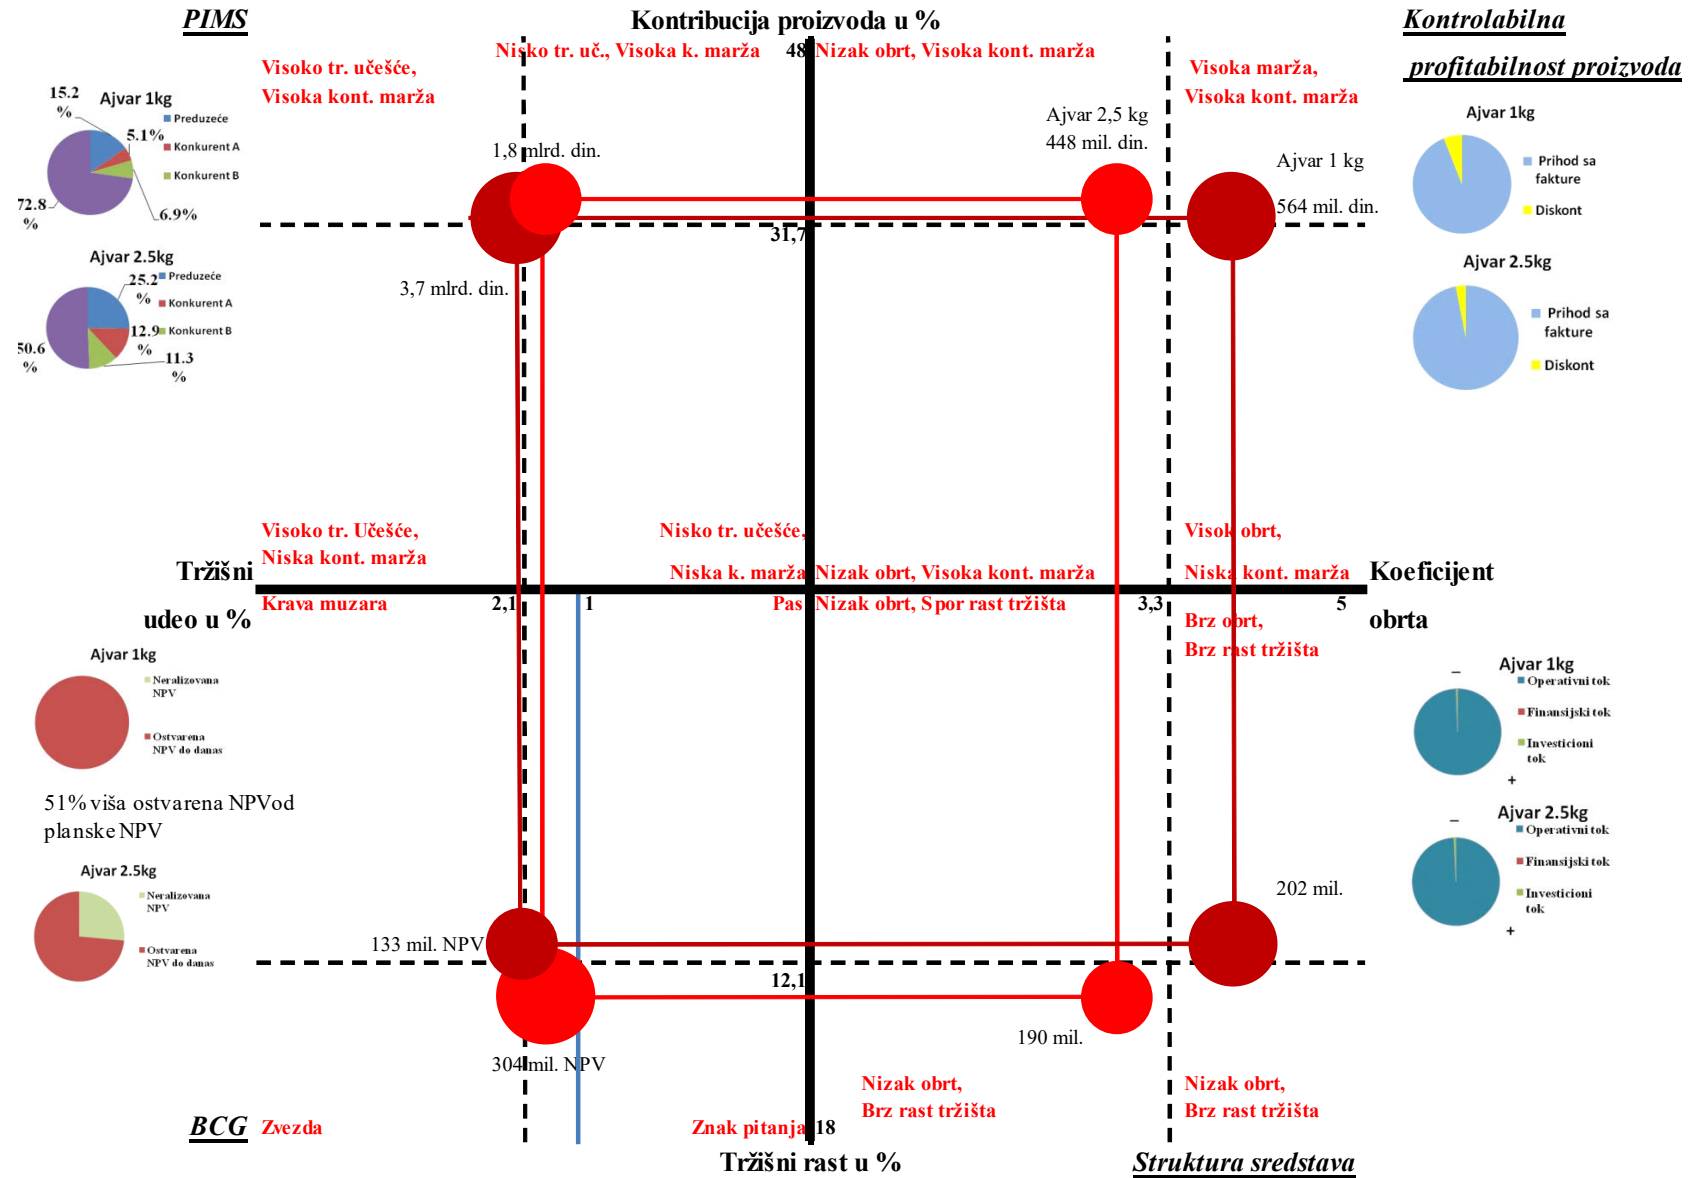 PIMS
Kontribucija proizvoda u %
Kontrolabilna
profitabilnost proizvoda
Nisko tr. uč., Visoka k. marža
48
Nizak obrt, Visoka kont. marža
Visoko tr. učešće,
Visoka kont. marža
Visoka marža,
Visoka kont. marža
Ajvar 1kg
15.2
%
5.1%
6.9%
72.8
%
Preduzeće
Konkurent A
Konkurent B
Ajvar 2.5kg
25.2
%
12.9
%
11.3
%
50.6
%
Preduzeće
Konkurent A
Konkurent B
1,8 mlrd. din.
3,7 mlrd. din.
31,7
Ajvar 2,5 kg
448 mil. din.
Ajvar 1 kg
564 mil. din.
Ajvar 1kg
Prihod sa
fakture
Diskont
Ajvar 2.5kg
Prihod sa
fakture
Diskont
Visoko tr. Učešće,
Niska kont. marža
Nisko tr. učešće,
Niska k. marža
Nizak obrt, Visoka kont. marža
Visok obrt,
Niska kont. marža
Tržišni
udeo u %
Koeficijent
obrta
Krava muzara
2,1
1
Pas
Nizak obrt, Spor rast tržišta
3,3
5
Brz obrt,
Brz rast tržišta
Ajvar 1kg
Neralizovana
NPV
Ostvarena
NPV do danas
51% viša ostvarena NPVod
planske NPV
Ajvar 2.5kg
Neralizovana
NPV
Ostvarena
NPV do danas
133 mil. NPV
304 mil. NPV
12,1
190 mil.
202 mil.
Ajvar 1kg
–
Operativni tok
Finansijski tok
Investicioni
tok
+
Ajvar 2.5kg
–
Operativni tok
Finansijski tok
Investicioni
tok
+
Nizak obrt,
Brz rast tržišta
Nizak obrt,
Brz rast tržišta
BCG
Zvezda
Znak pitanja
18
Tržišni rast u %
Struktura sredstava